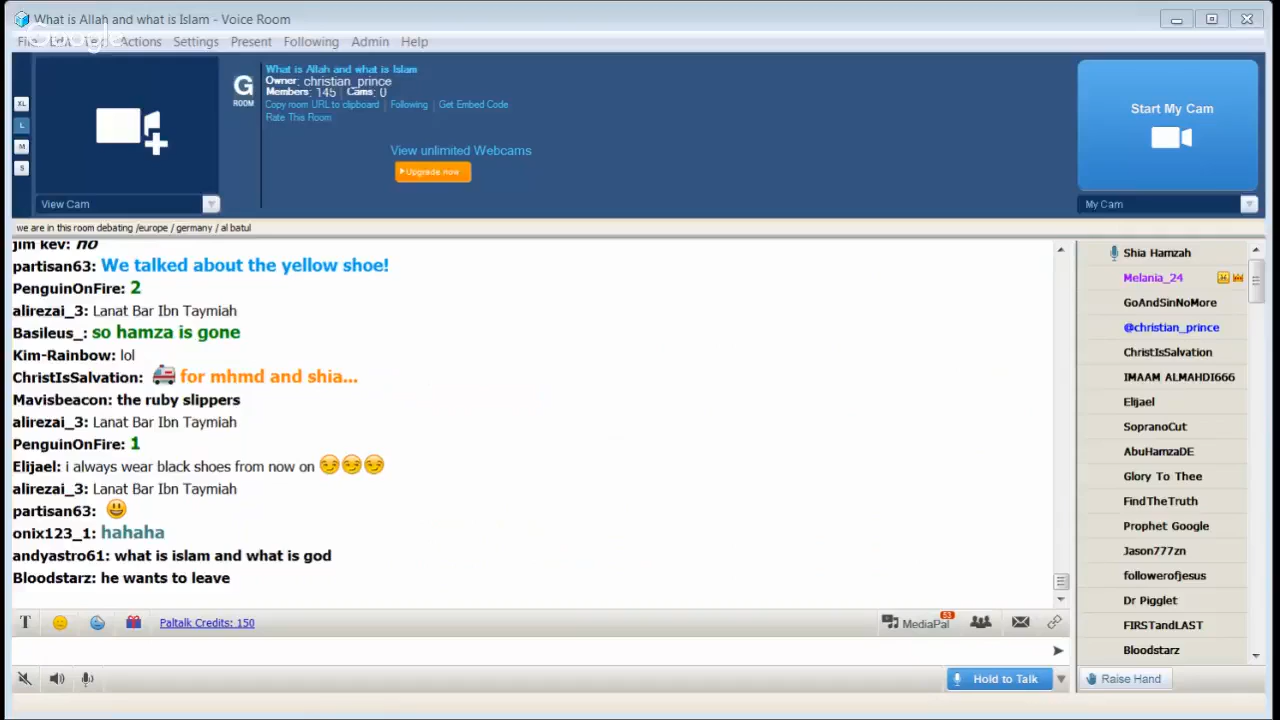 What is Allah and what is Islam - Voice Room
Google
Actions Settings Present Following Admin Help
XL
L
M
S
View Cam
G
ROOM
What is Allah and what is Islam
Owner: christian_prince
Members: 145 Cams: 0
Copy room URL to clipboard | Following | Get Embed Code
Rate This Room
View unlimited Webcams
Upgrade now
Start My Cam
My Cam
we are in this room debating /europe / germany / al batul
jim kev: no
partisan63: We talked about the yellow shoe!
PenguinOnFire: 2
alirezai_3: Lanat Bar Ibn Taymiah
Basileus_: so hamza is gone
Kim-Rainbow: lol
ChristIsSalvation: for mhmd and shia...
Mavisbeacon: the ruby slippers
alirezai_3: Lanat Bar Ibn Taymiah
PenguinOnFire: 1
Elijael: i always wear black shoes from now on
alirezai_3: Lanat Bar Ibn Taymiah
partisan63:
onix123_1: hahaha
andyastro61: what is islam and what is god
Bloodstarz: he wants to leave
Shia Hamzah
Melania_24
GoAndSinNoMore
@christian_prince
ChristIsSalvation
IMAAM ALMAHDI666
Elijael
SopranoCut
AbuHamzaDE
Glory To Thee
FindTheTruth
Prophet Google
Jason777zn
followerofjesus
Dr Pigglet
FIRSTandLAST
Bloodstarz
T
Paltalk Credits: 150
MediaPal
53
Hold to Talk
Raise Hand